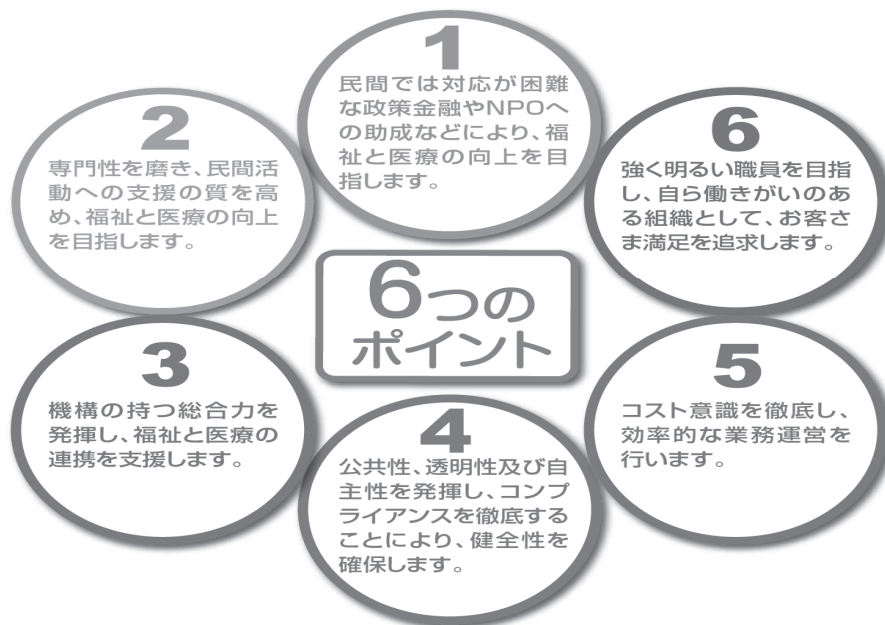 6つの
ポイント
1
民間では対応が困難
な政策金融やNPOへ
の助成などにより、福
祉と医療の向上を目
指します。
2
専門性を磨き、民間活
動への支援の質を高
め、福祉と医療の向上
を目指します。
3
機構の持つ総合力を
発揮し、福祉と医療の
連携を支援します。
4
公共性、透明性及び自
主性を発揮し、コンプ
ライアンスを徹底する
ことにより、健全性を
確保します。
5
コスト意識を徹底し、
効率的な業務運営を
行います。
6
強く明るい職員を目指
し、自ら働きがいのあ
る組織として、お客さ
ま満足を追求します。